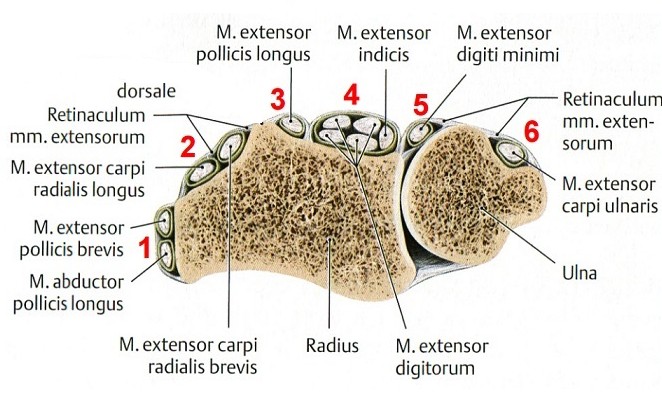 M. extensor
pollicis longus
M. extensor
indicis
M. extensor
digiti minimi
dorsale
Retinaculum
mm. extensorum
3
4
5
Retinaculum
mm. exten-
sorum
6
2
M. extensor carpi
radialis longus
M. extensor
carpi ulnaris
M. extensor
pollicis brevis
1
M. abductor
pollicis longus
Ulna
M. extensor carpi
radialis brevis
Radius
M. extensor
digitorum